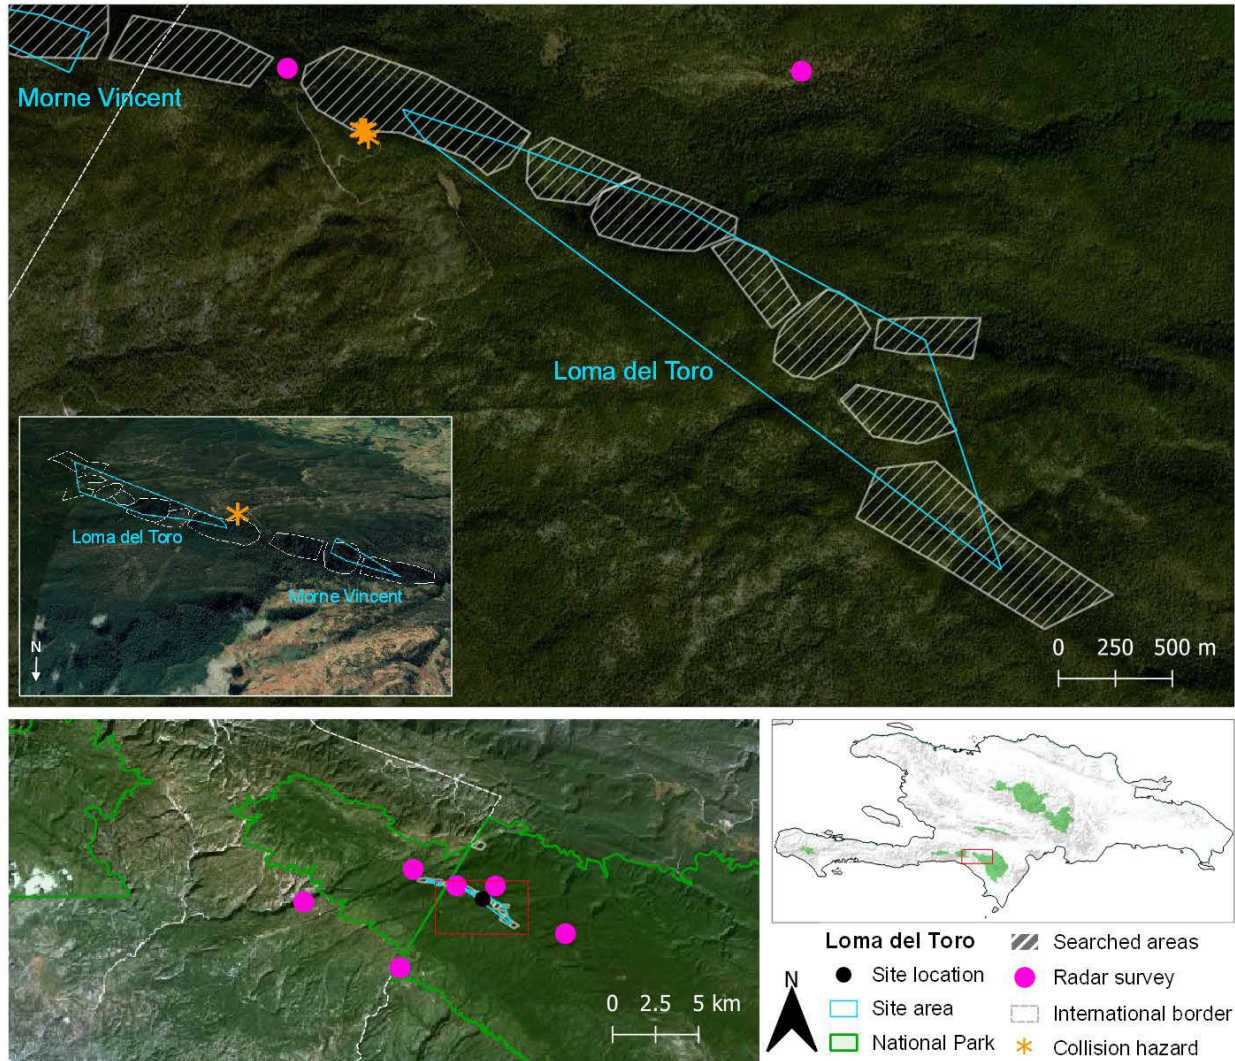 Morne Vincent
Loma del Toro
0 250 500 m
Loma del Toro
Morne Vincent
N
0 2.5 5 km
N
Loma del Toro
Site location
Site area
National Park
Searched areas
Radar survey
International border
Collision hazard